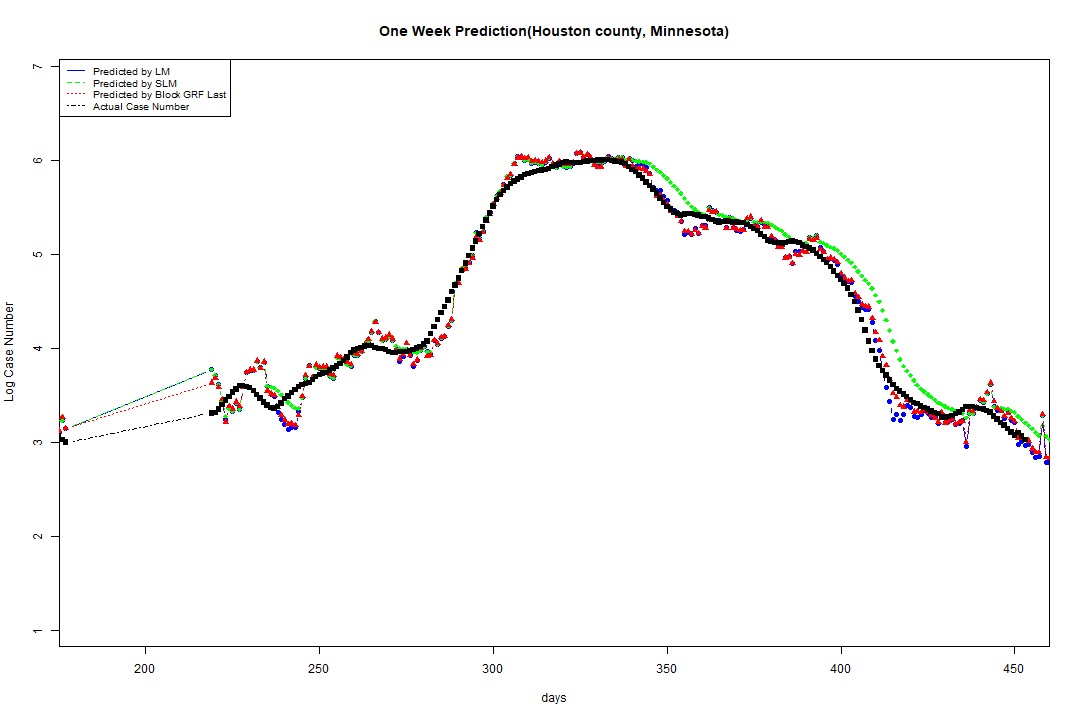 One Week Prediction(Houston county, Minnesota)
Predicted by LM
Predicted by SLM
Predicted by Block GRF Last
Actual Case Number
7
6
5
4
3
2
1
Log Case Number
200 250 300 350 400 450
days